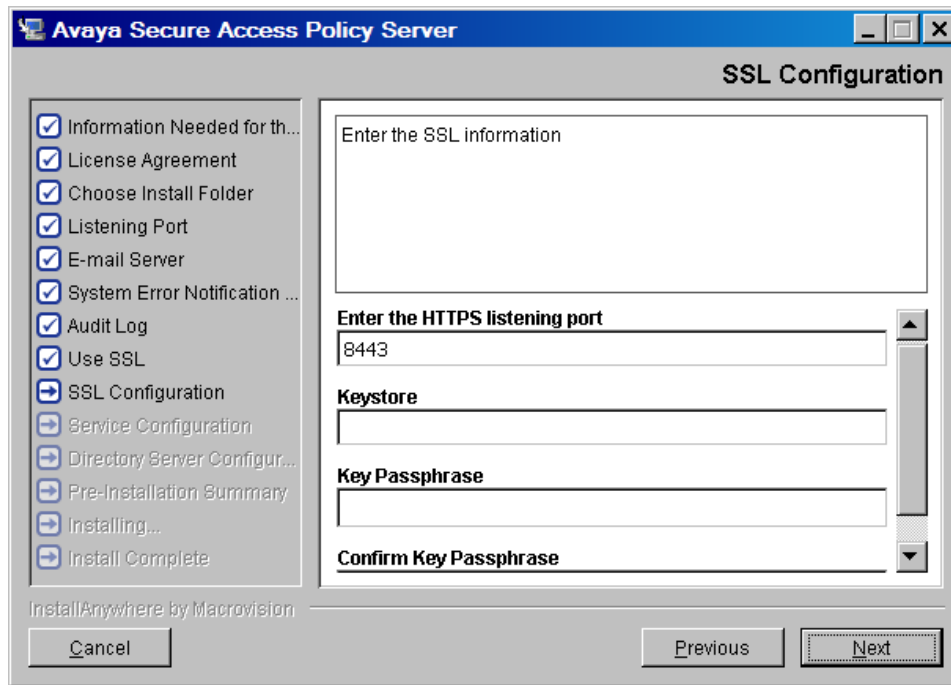 Avaya Secure Access Policy Server
SSL Configuration
Information Needed for th...
License Agreement
Choose Install Folder
Listening Port
E-mail Server
System Error Notification ...
Audit Log
Use SSL
SSL Configuration
Service Configuration
Directory Server Configur...
Pre-Installation Summary
Installing...
Install Complete
Enter the SSL information
Enter the HTTPS listening port
8443
Keystore
Key Passphrase
Confirm Key Passphrase
InstallAnywhere by Macrovision
Cancel
Previous
Next